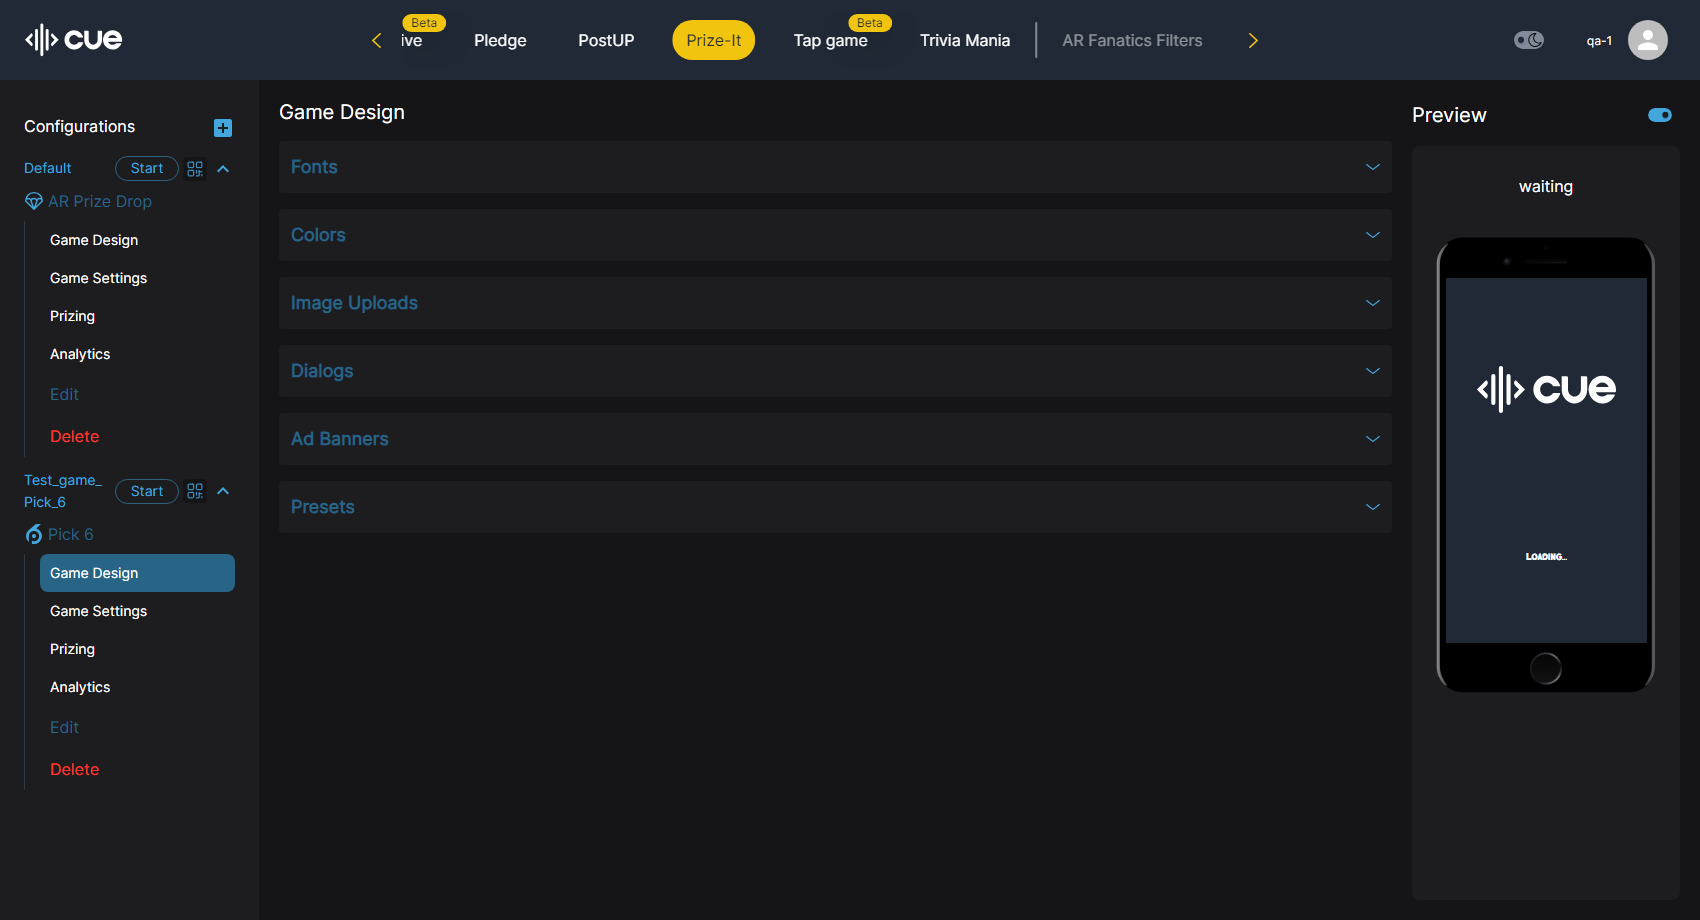 cue
Beta
ive
Pledge
PostUP
Prize-It
Beta
Tap game
Trivia Mania
AR Fanatics Filters
qa-1
Configurations
Default
Start
AR Prize Drop
Game Design
Game Settings
Prizing
Analytics
Edit
Delete
Test_game_
Pick_6
Start
Pick 6
Game Design
Game Settings
Prizing
Analytics
Edit
Delete
Game Design
Fonts
Colors
Image Uploads
Dialogs
Ad Banners
Presets
Preview
waiting
cue
LOADING...